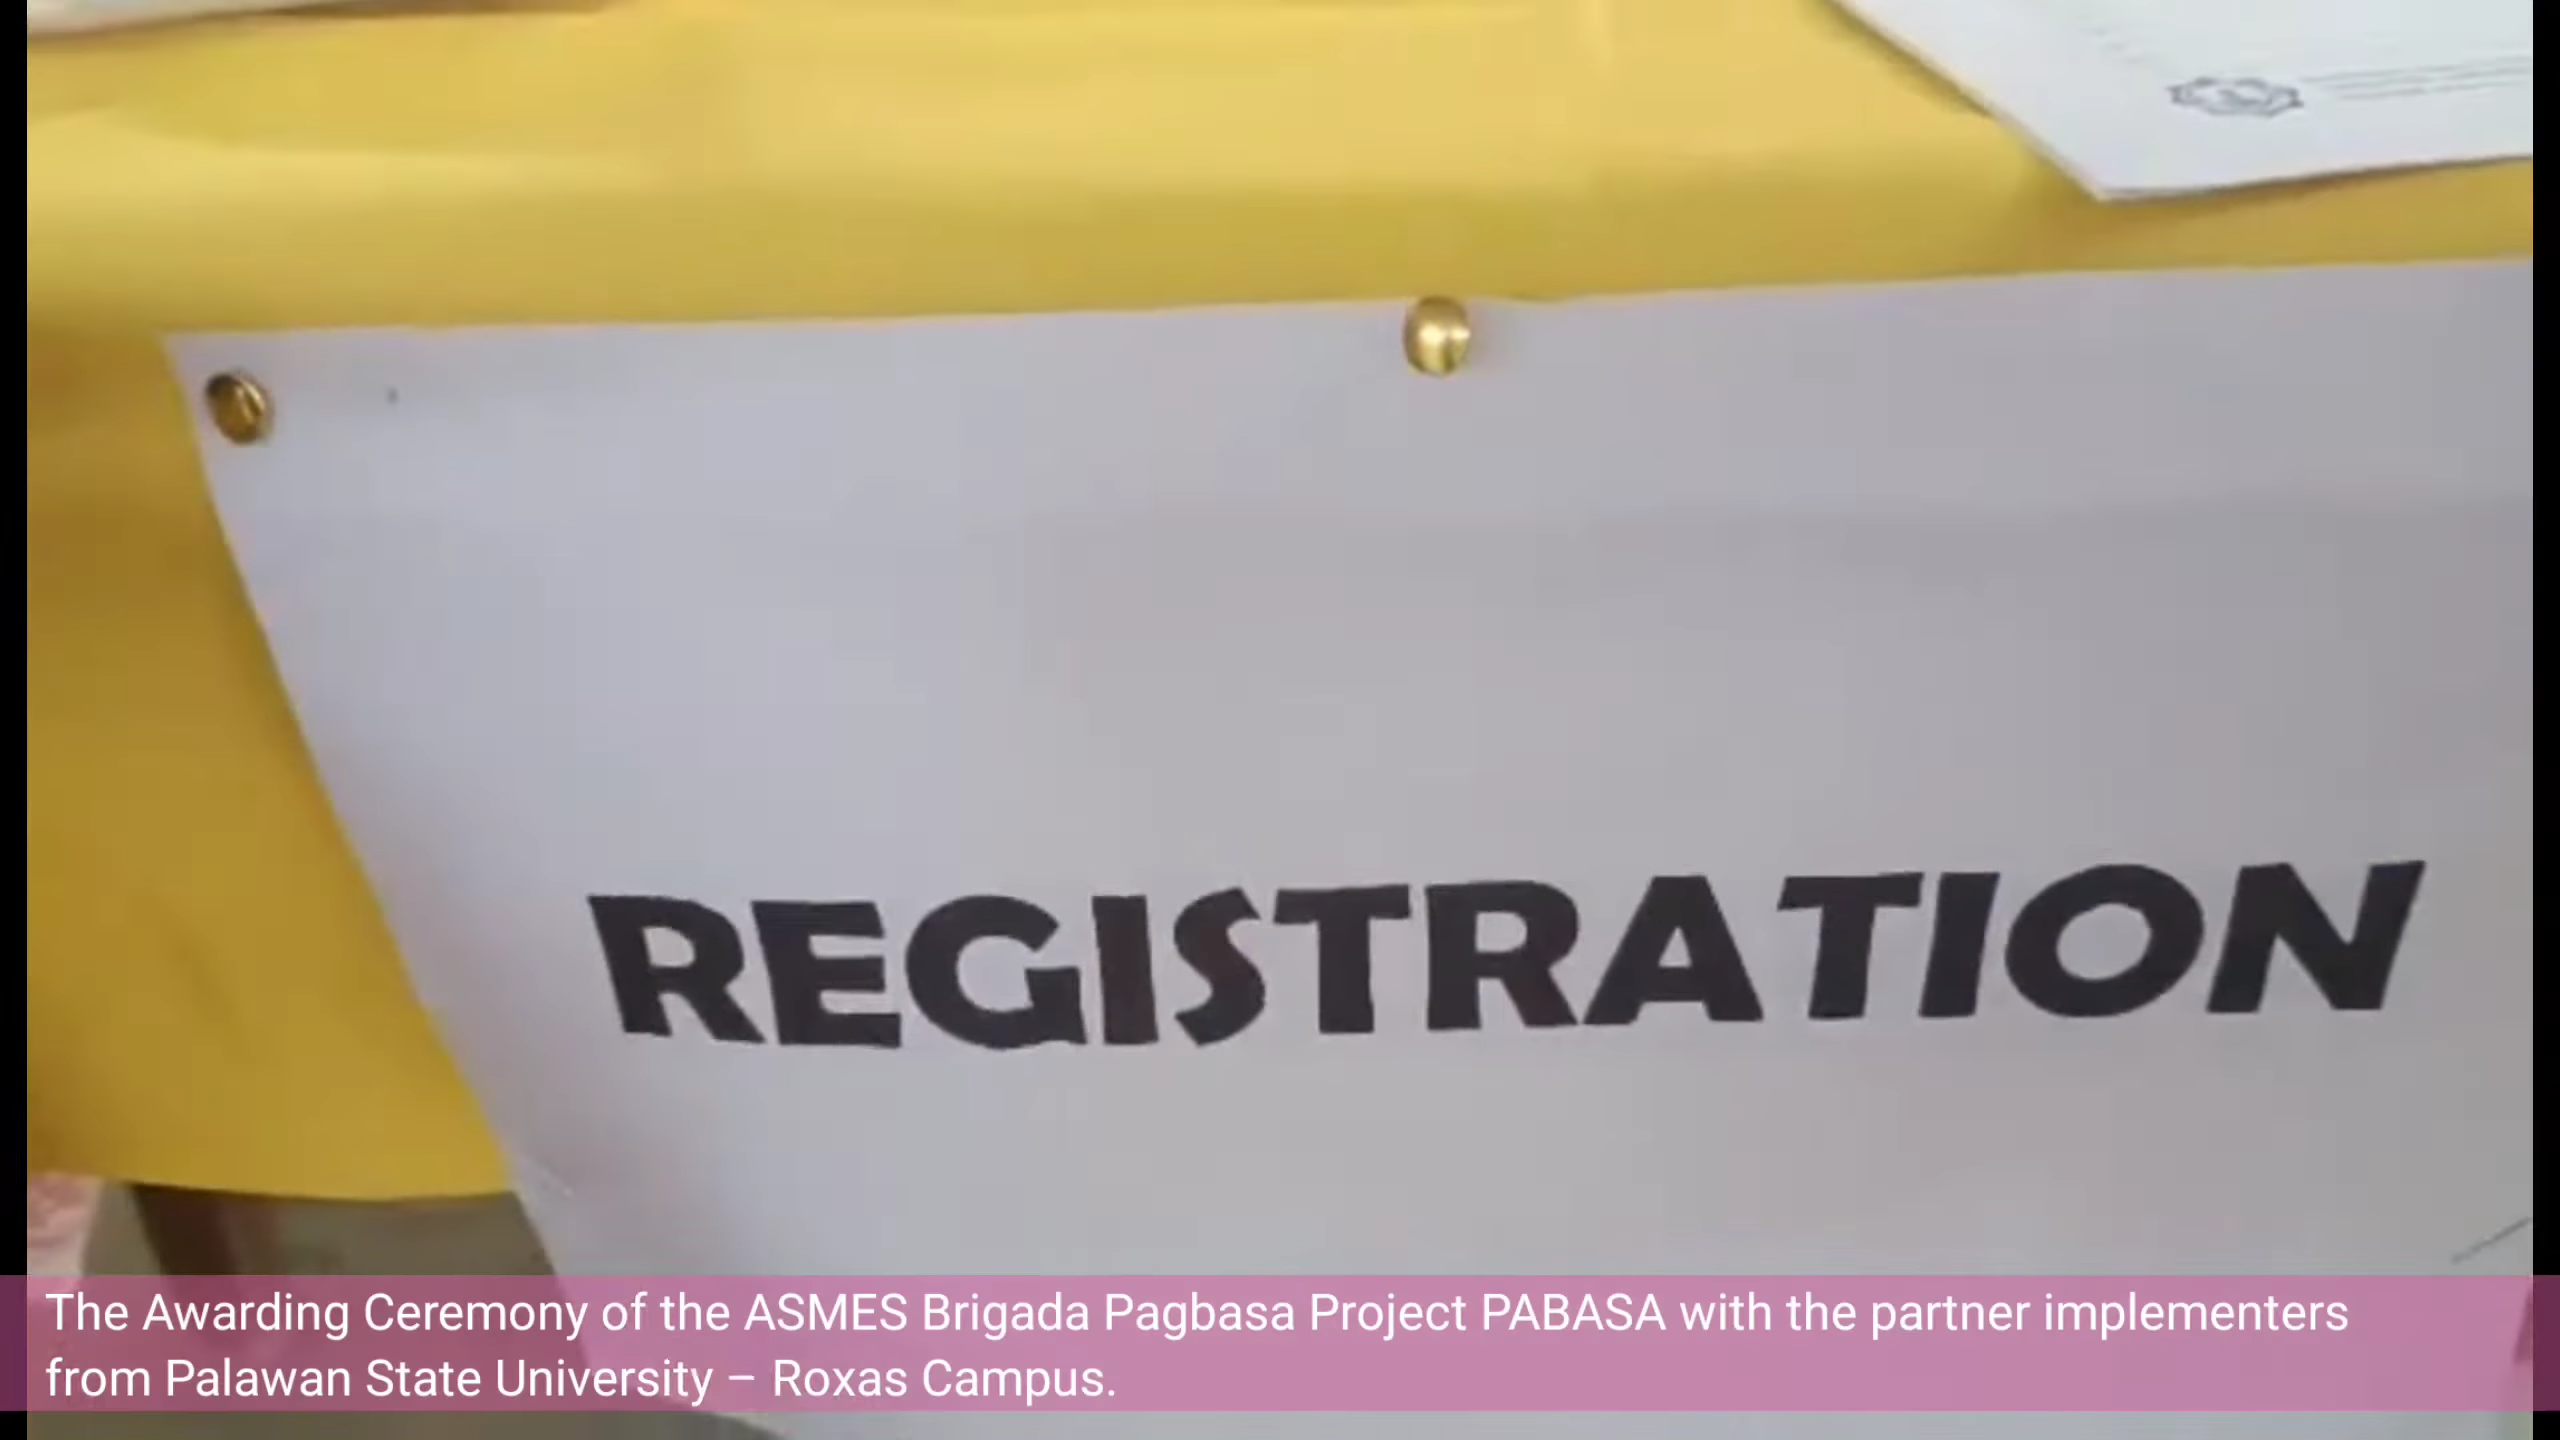 REGISTRATION
The Awarding Ceremony of the ASMES Brigada Pagbasa Project PABASA with the partner implementers
from Palawan State University – Roxas Campus.